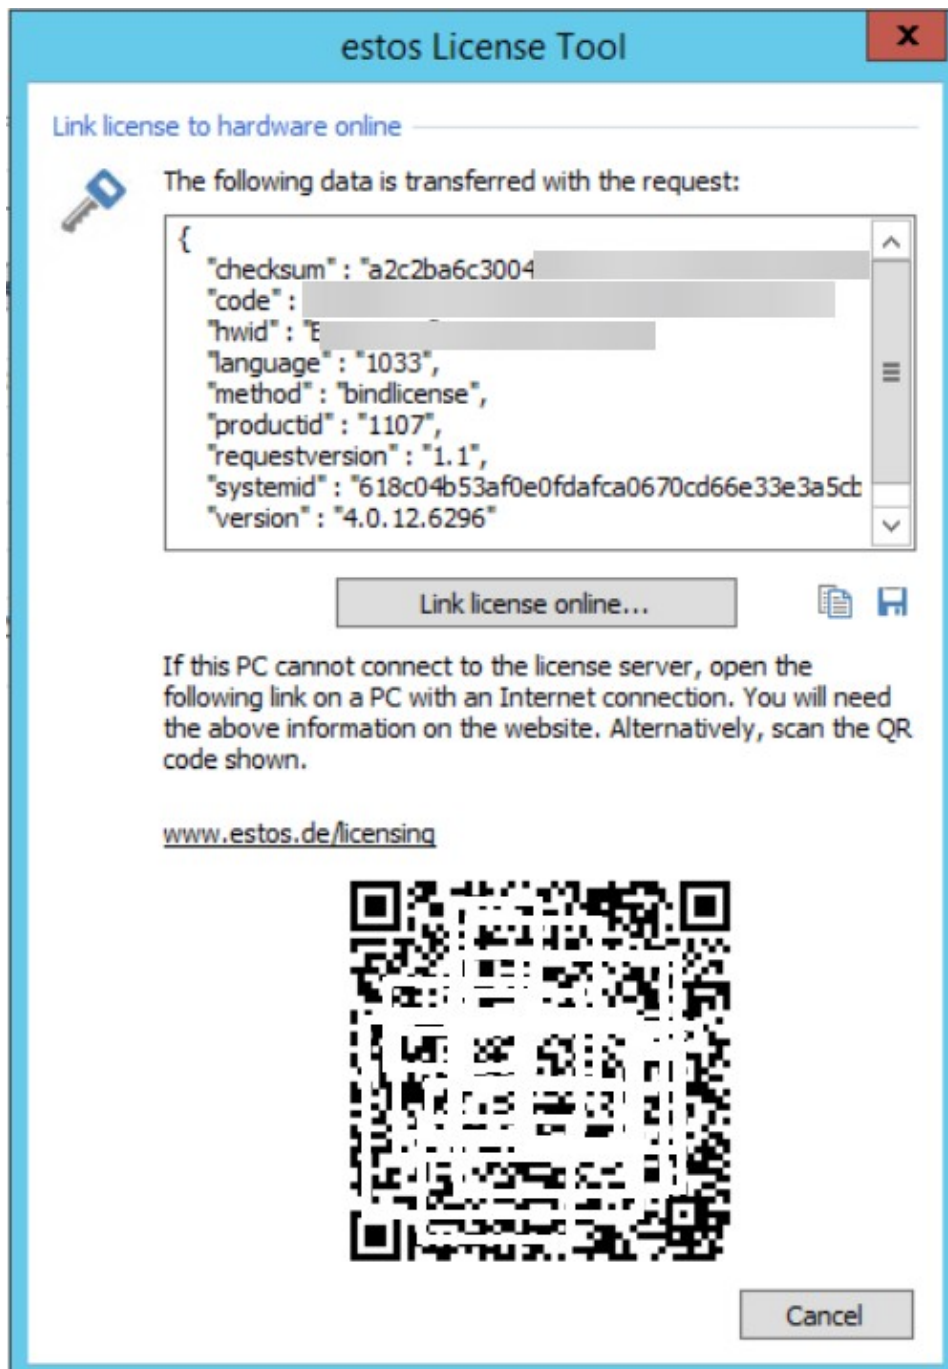 estos License Tool
x
Link license to hardware online
The following data is transferred with the request:
{
"checksum" : "a2c2ba6c3004
"code" :
"hwid" : "E
"language" : "1033",
"method" : "bindlicense",
"productid" : "1107",
"requestversion" : "1.1",
"systemid" : "618c04b53af0e0fdafca0670cd66e33e3a5cb
"version" : "4.0.12.6296"
Link license online...
If this PC cannot connect to the license server, open the
following link on a PC with an Internet connection. You will need
the above information on the website. Alternatively, scan the QR
code shown.
www.estos.de/licensing
Cancel